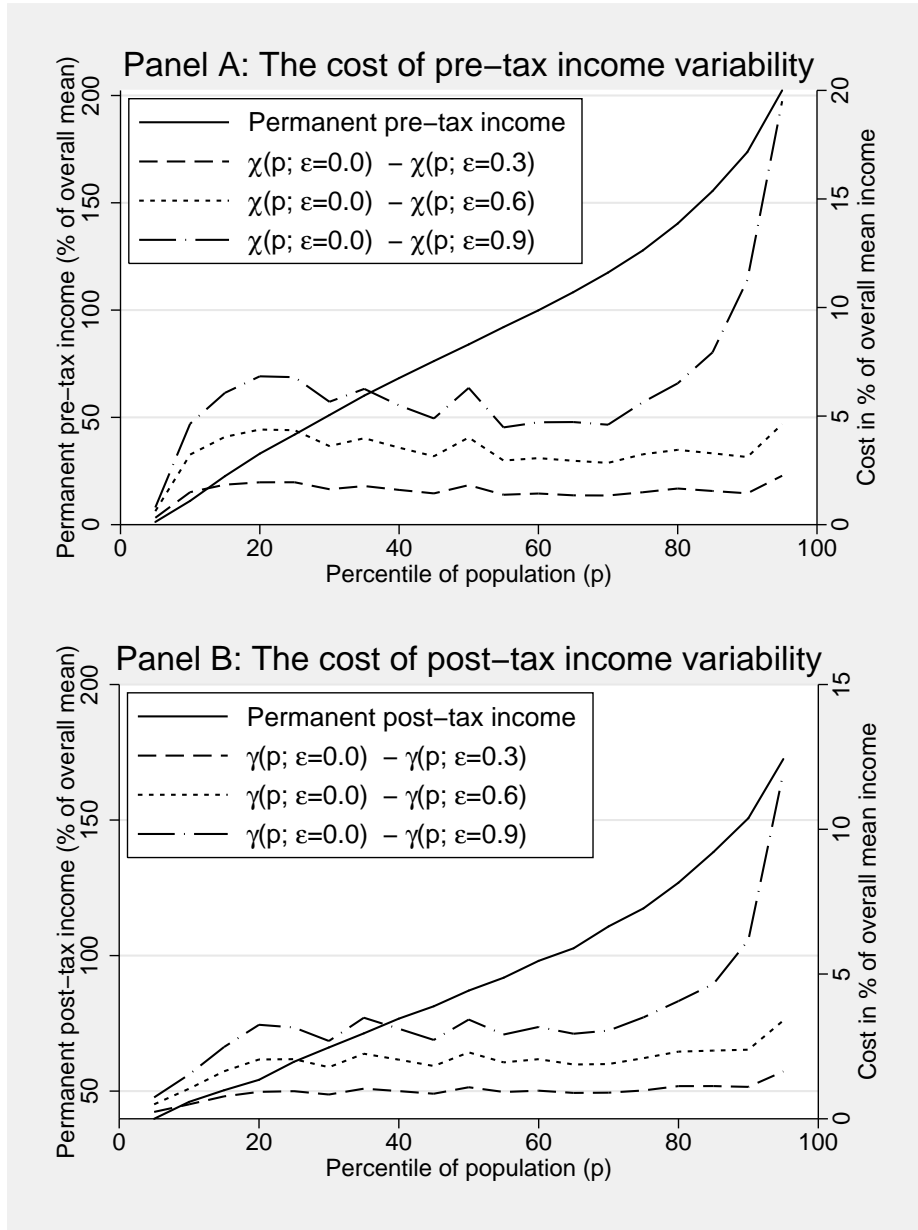 Panel A: The cost of pre−tax income variability
Permanent pre−tax income (% of overall mean)
200
150
100
50
0
Permanent pre−tax income
χ(p; ε=0.0) − χ(p; ε=0.3)
χ(p; ε=0.0) − χ(p; ε=0.6)
χ(p; ε=0.0) − χ(p; ε=0.9)
20
15
10
5
0
Cost in % of overall mean income
0 20 40 60 80 100
Percentile of population (p)
Panel B: The cost of post−tax income variability
Permanent post−tax income (% of overall mean)
200
150
100
50
Permanent post−tax income
γ(p; ε=0.0) − γ(p; ε=0.3)
γ(p; ε=0.0) − γ(p; ε=0.6)
γ(p; ε=0.0) − γ(p; ε=0.9)
15
10
5
0
Cost in % of overall mean income
0 20 40 60 80 100
Percentile of population (p)